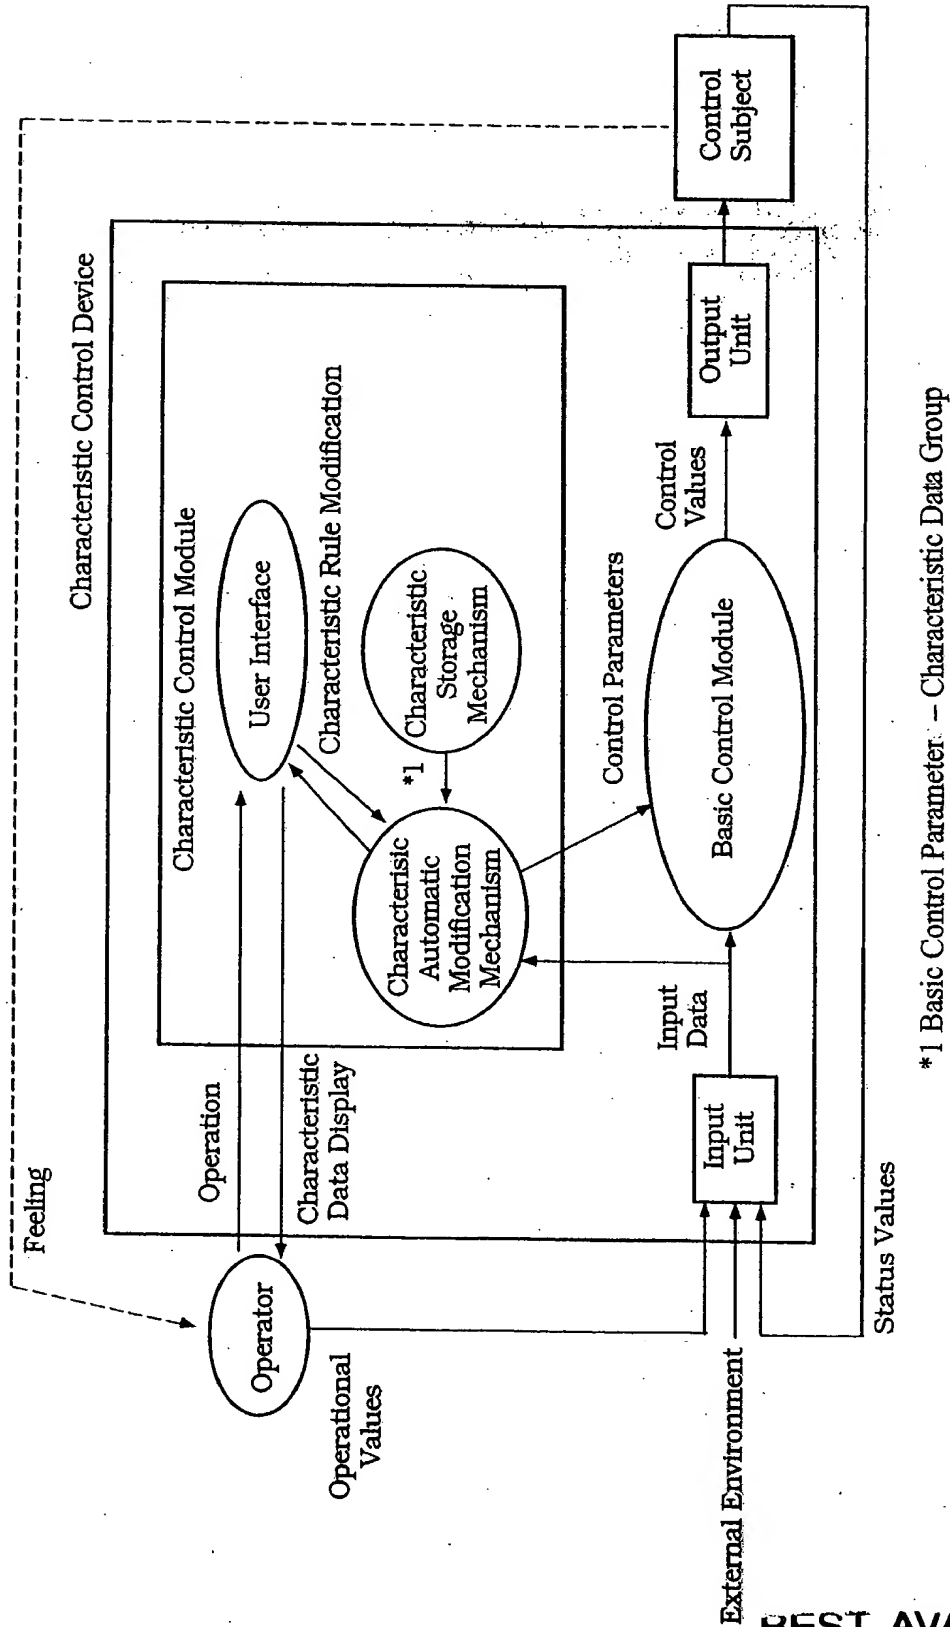 Feeling
Characteristic Control Device
Characteristic Control Module
Operator
Operation
User Interface
Characteristic
Data Display
Characteristic Rule Modification
Operational
Values
Characterisic
Automatic
Modification
Mechanism
*1
Characteristic
Storage
Mechanism
Control Parameters
External Environment
Input
Unit
Input
Data
Basic Control Module
Control
Values
Output
Unit
Control
Subject
Status Values
*1 Basic Control Parameter – Characteristic Data Group
BEST